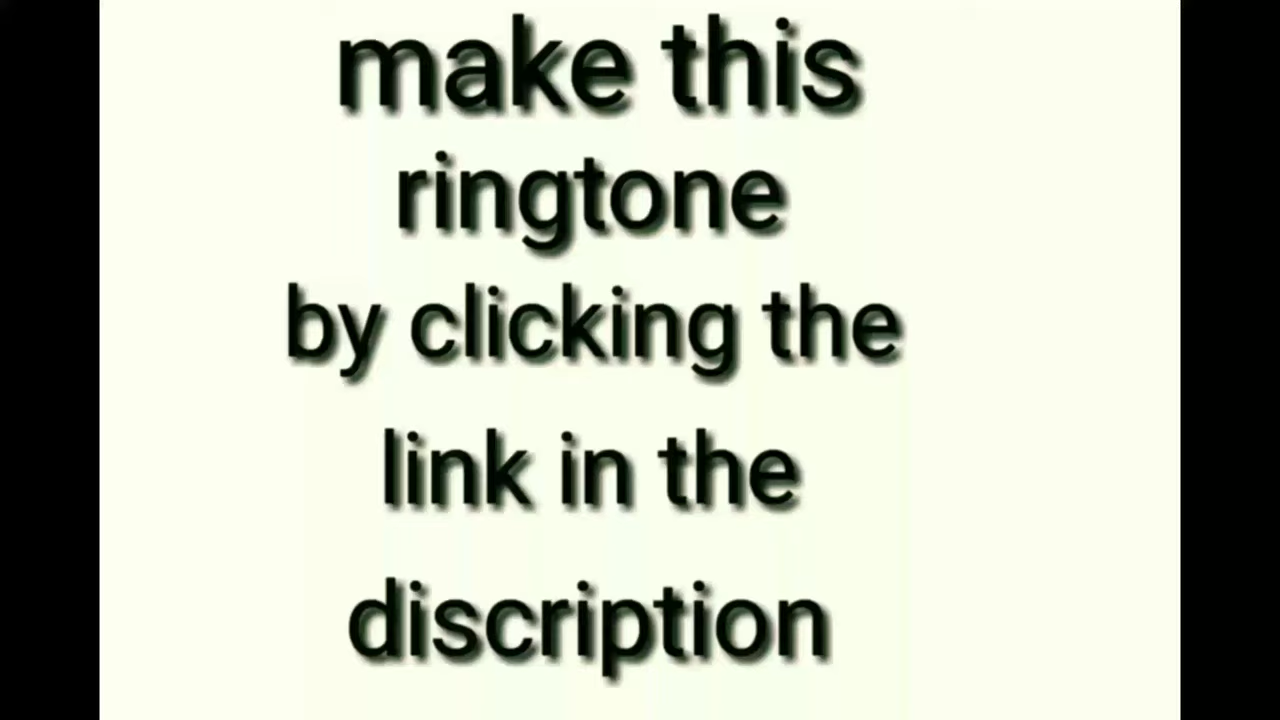 make this
ringtone
by clicking the
link in the
discription